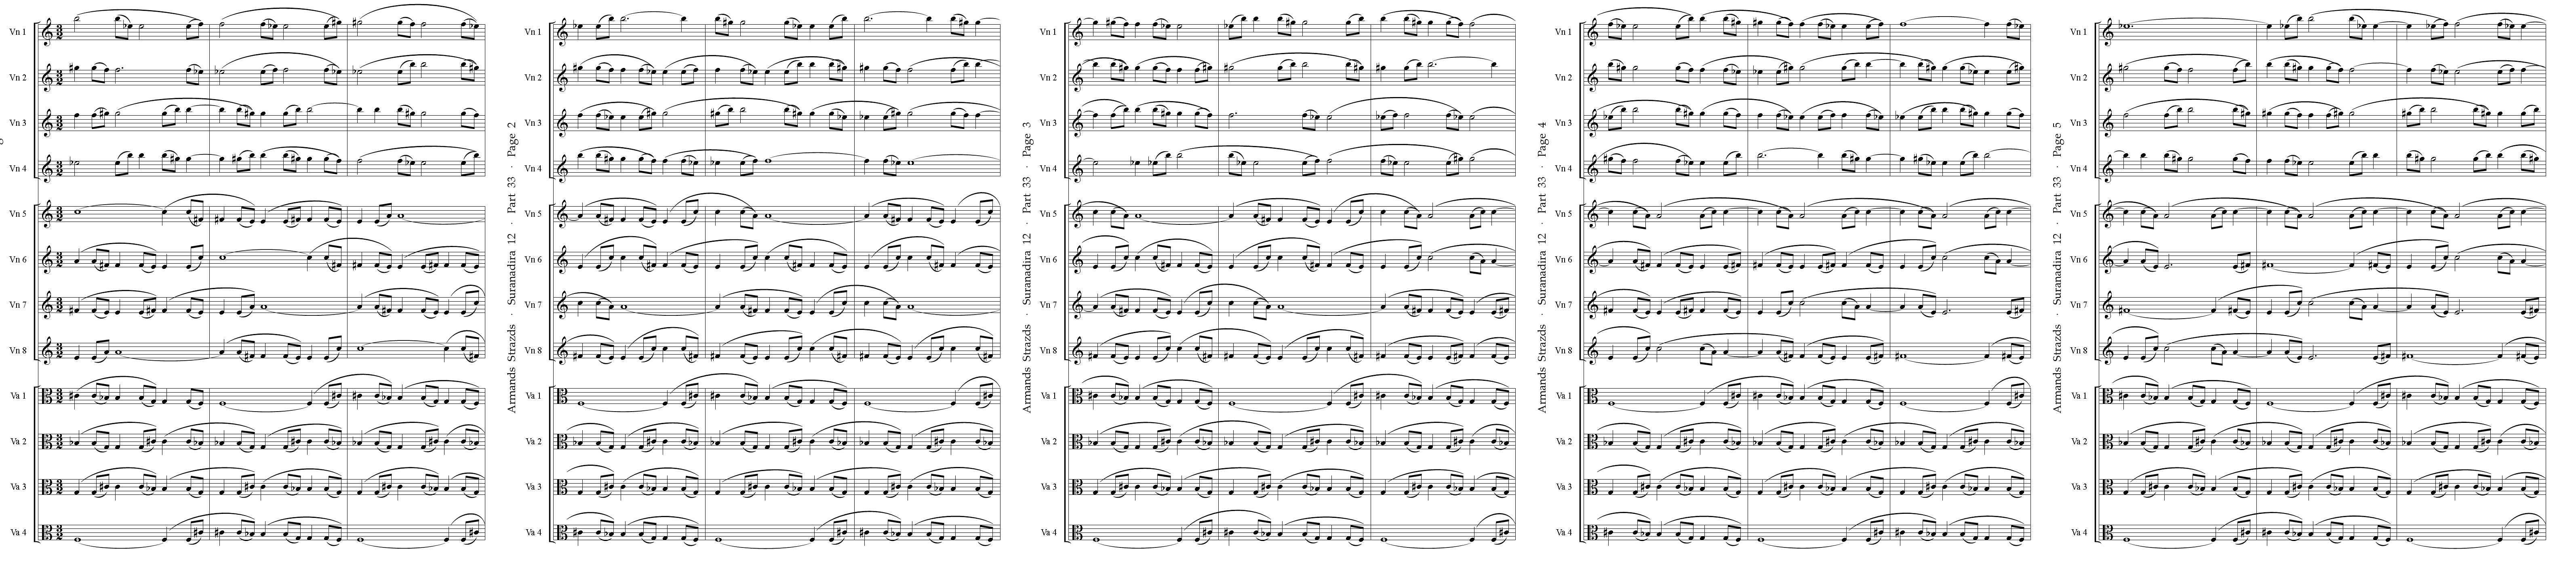 Vn 1
Vn 2
Vn 3
Vn 4
Vn 5
Vn 6
Vn 7
Vn 8
Va 1
Va 2
Va 3
Va 4
Armands Strazds · Suranadira 12 · Part 33 · Page 2
Vn 1
Vn 2
Vn 3
Vn 4
Vn 5
Vn 6
Vn 7
Vn 8
Va 1
Va 2
Va 3
Va 4
Armands Strazds · Suranadira 12 · Part 33 · Page 3
Vn 1
Vn 2
Vn 3
Vn 4
Vn 5
Vn 6
Vn 7
Vn 8
Va 1
Va 2
Va 3
Va 4
Armands Strazds · Suranadira 12 · Part 33 · Page 4
Vn 1
Vn 2
Vn 3
Vn 4
Vn 5
Vn 6
Vn 7
Vn 8
Va 1
Va 2
Va 3
Va 4
Armands Strazds · Suranadira 12 · Part 33 · Page 5
Vn 1
Vn 2
Vn 3
Vn 4
Vn 5
Vn 6
Vn 7
Vn 8
Va 1
Va 2
Va 3
Va 4